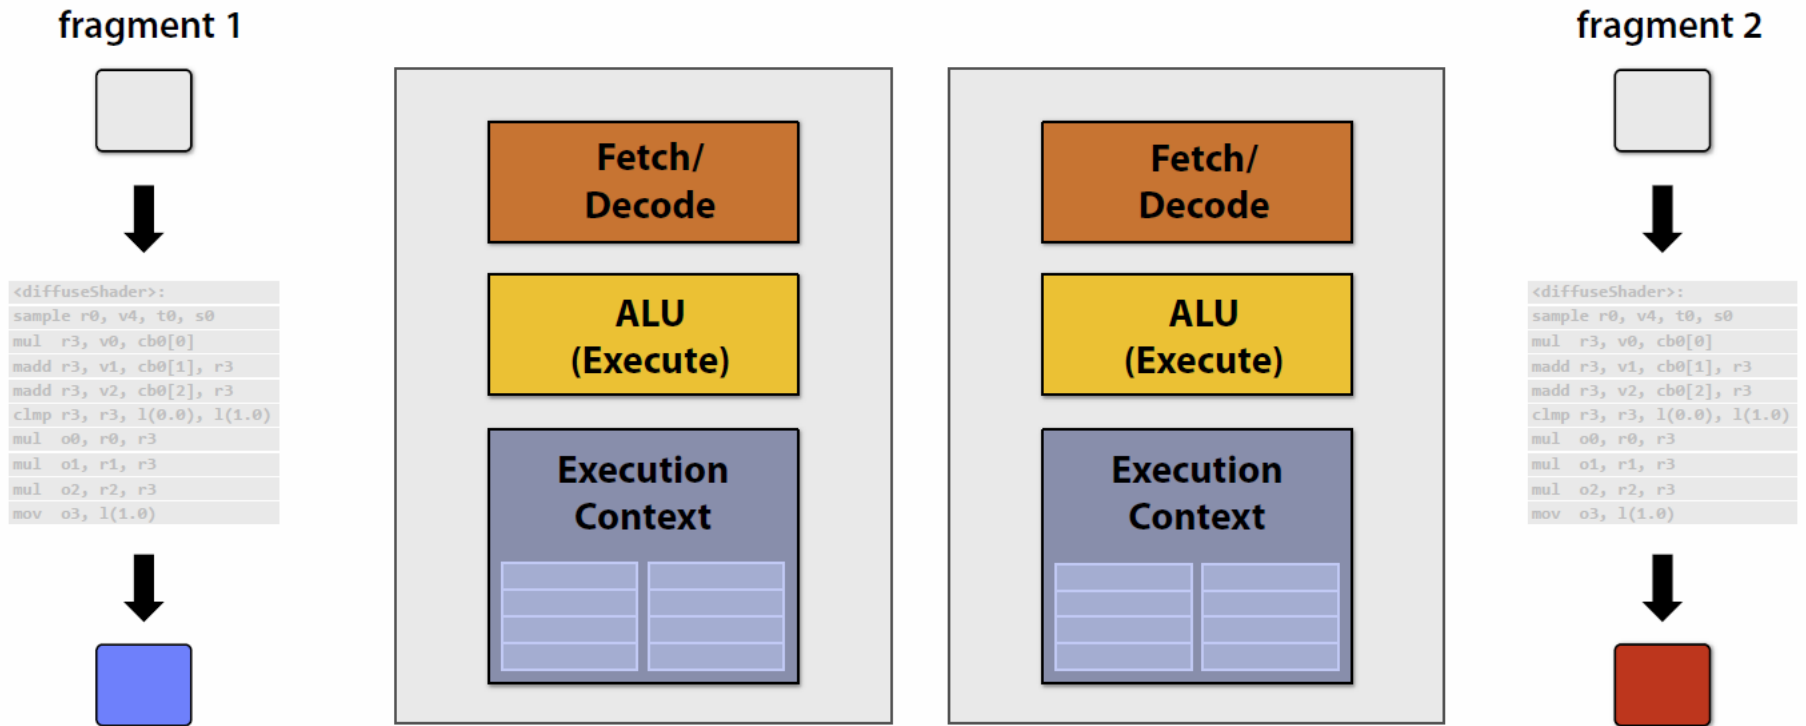 fragment 1
<diffuseShader>:
sample r0, v4, t0, s0
mul  r3, v0, cb0[0]
madd r3, v1, cb0[1], r3
madd r3, v2, cb0[2], r3
clmp r3, r3, l(0.0), l(1.0)
mul  o0, r0, r3
mul  o1, r1, r3
mul  o2, r2, r3
mov  o3, l(1.0)
Fetch/
Decode
ALU
(Execute)
Execution
Context
Fetch/
Decode
ALU
(Execute)
Execution
Context
fragment 2
<diffuseShader>:
sample r0, v4, t0, s0
mul  r3, v0, cb0[0]
madd r3, v1, cb0[1], r3
madd r3, v2, cb0[2], r3
clmp r3, r3, l(0.0), l(1.0)
mul  o0, r0, r3
mul  o1, r1, r3
mul  o2, r2, r3
mov  o3, l(1.0)